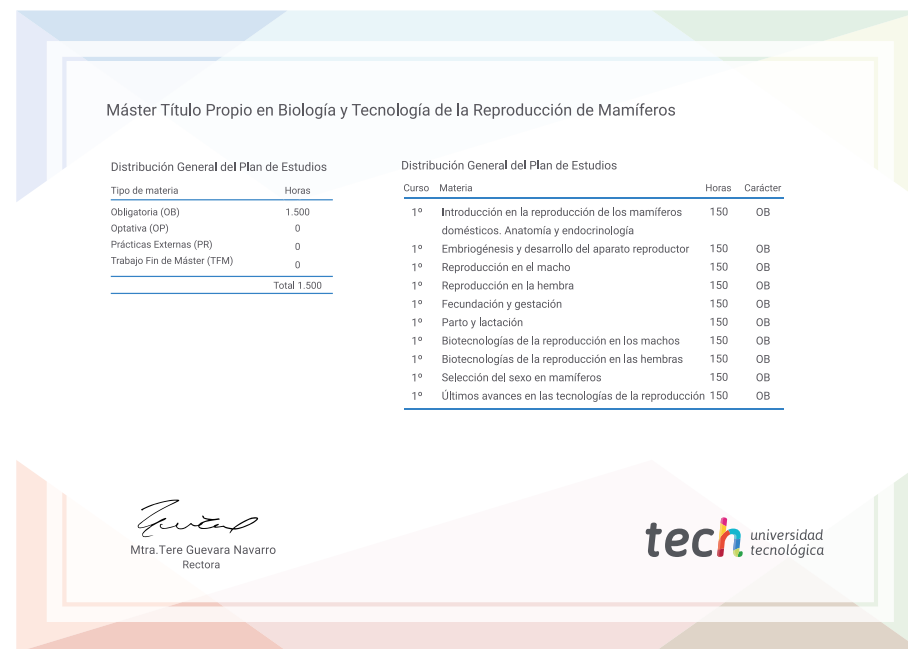 Máster Título Propio en Biología y Tecnología de la Reproducción de Mamíferos
Distribución General del Plan de Estudios
Tipo de materia Horas
Obligatoria (OB) 1.500
Optativa (OP) 0
Prácticas Externas (PR) 0
Trabajo Fin de Máster (TFM) 0
Total 1.500
Distribución General del Plan de Estudios
Curso Materia Horas Carácter
1º Introducción en la reproducción de los mamíferos 150 OB
domésticos. Anatomía y endocrinología
1º Embriogénesis y desarrollo del aparato reproductor 150 OB
1º Reproducción en el macho 150 OB
1º Reproducción en la hembra 150 OB
1º Fecundación y gestación 150 OB
1º Parto y lactación 150 OB
1º Biotecnologías de la reproducción en los machos 150 OB
1º Biotecnologías de la reproducción en las hembras 150 OB
1º Selección del sexo en mamíferos 150 OB
1º Últimos avances en las tecnologías de la reproducción 150 OB
Mtra.Tere Guevara Navarro
Rectora
tech universidad
tecnológica